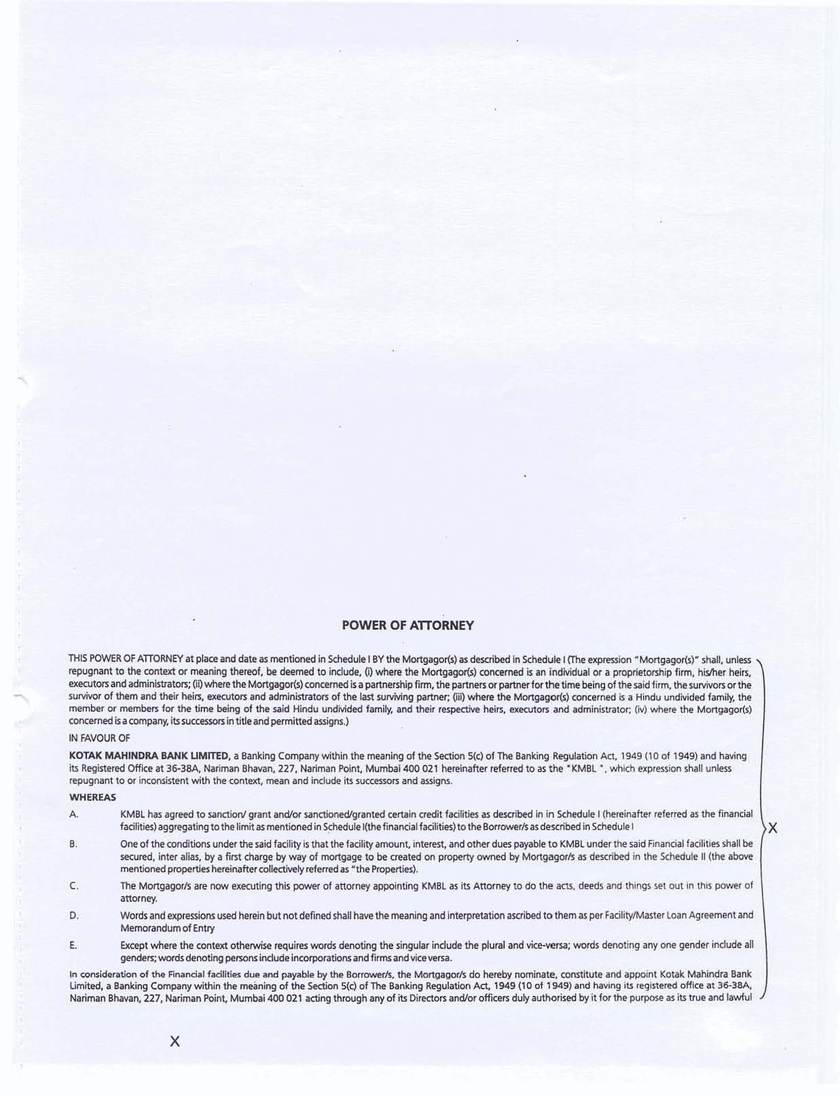 POWER OF ATTORNEY
THIS POWER OF ATTORNEY at place and date as mentioned in Schedule I BY the Mortgagor(s) as described in Schedule I (The expression "Mortgagor(s)" shall, unless
repugnant to the context or meaning thereof, be deemed to include, (i) where the Mortgagor(s) concerned is an individual or a proprietorship firm, his/her heirs,
executors and administrators; (ii) where the Mortgagor(s) concerned is a partnership firm, the partners or partner for the time being of the said firm, the survivors or the
survivor of them and their heirs, executors and administrators of the last surviving partner; (iii) where the Mortgagor(s) concerned is a Hindu undivided family, the
member or members for the time being of the said Hindu undivided family, and their respective heirs, executors and administrator; (iv) where the Mortgagor(s)
concerned is a company, its successors in title and permitted assigns.)
IN FAVOUR OF
KOTAK MAHINDRA BANK LIMITED, a Banking Company within the meaning of the Section 5(c) of The Banking Regulation Act, 1949 (10 of 1949) and having
its Registered Office at 36-38A, Nariman Bhavan, 227, Nariman Point, Mumbai 400 021 hereinafter referred to as the "KMBL ", which expression shall unless
repugnant to or inconsistent with the context, mean and include its successors and assigns.
WHEREAS
A. KMBL has agreed to sanction/ grant and/or sanctioned/granted certain credit facilities as described in in Schedule I (hereinafter referred as the financial
facilities) aggregating to the limit as mentioned in Schedule I(the financial facilities) to the Borrower/s as described in Schedule I
X
B. One of the conditions under the said facility is that the facility amount, interest, and other dues payable to KMBL under the said Financial facilities shall be
secured, inter alias, by a first charge by way of mortgage to be created on property owned by Mortgagor/s as described in the Schedule II (the above
mentioned properties hereinafter collectively referred as "the Properties).
C. The Mortgagor/s are now executing this power of attorney appointing KMBL as its Attorney to do the acts, deeds and things set out in this power of
attorney.
D. Words and expressions used herein but not defined shall have the meaning and interpretation ascribed to them as per Facility/Master Loan Agreement and
Memorandum of Entry
E. Except where the context otherwise requires words denoting the singular include the plural and vice-versa; words denoting any one gender include all
genders; words denoting persons include incorporations and firms and vice versa.
In consideration of the Financial facilities due and payable by the Borrower/s, the Mortgagor/s do hereby nominate, constitute and appoint Kotak Mahindra Bank
Limited, a Banking Company within the meaning of the Section 5(c) of The Banking Regulation Act, 1949 (10 of 1949) and having its registered office at 36-38A,
Nariman Bhavan, 227, Nariman Point, Mumbai 400 021 acting through any of its Directors and/or officers duly authorised by it for the purpose as its true and lawful
X